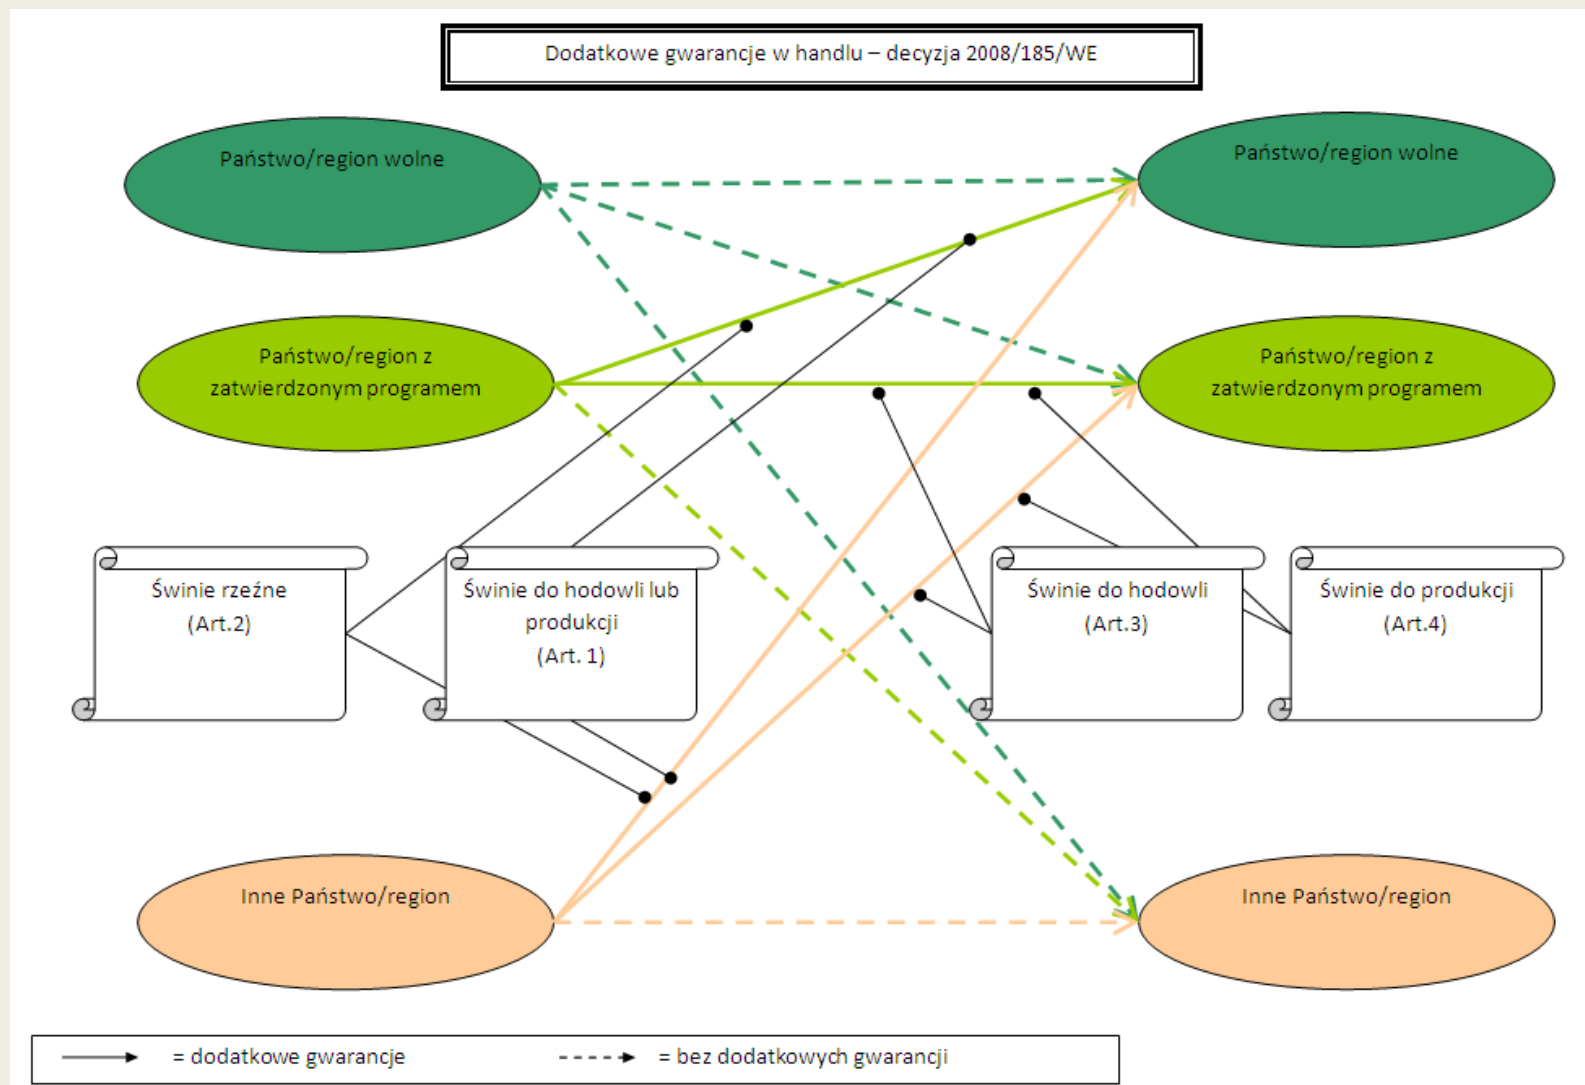 Dodatkowe gwarancje w handlu – decyzja 2008/185/WE
Państwo/region wolne
Państwo/region wolne
Państwo/region z
zatwierdzonym programem
Państwo/region z
zatwierdzonym programem
Świnie rzeźne
(Art.2)
Świnie do hodowli lub
produkcji
(Art. 1)
Świnie do hodowli
(Art.3)
Świnie do produkcji
(Art.4)
Inne Państwo/region
Inne Państwo/region
= dodatkowe gwarancje
= bez dodatkowych gwarancji